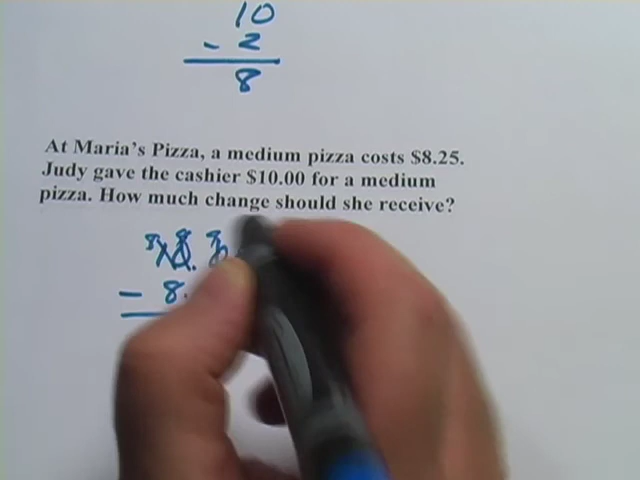 10
- 2
8
At Maria's Pizza, a medium pizza costs $8.25.
Judy gave the cashier $10.00 for a medium
pizza. How much change should she receive?
- 8.